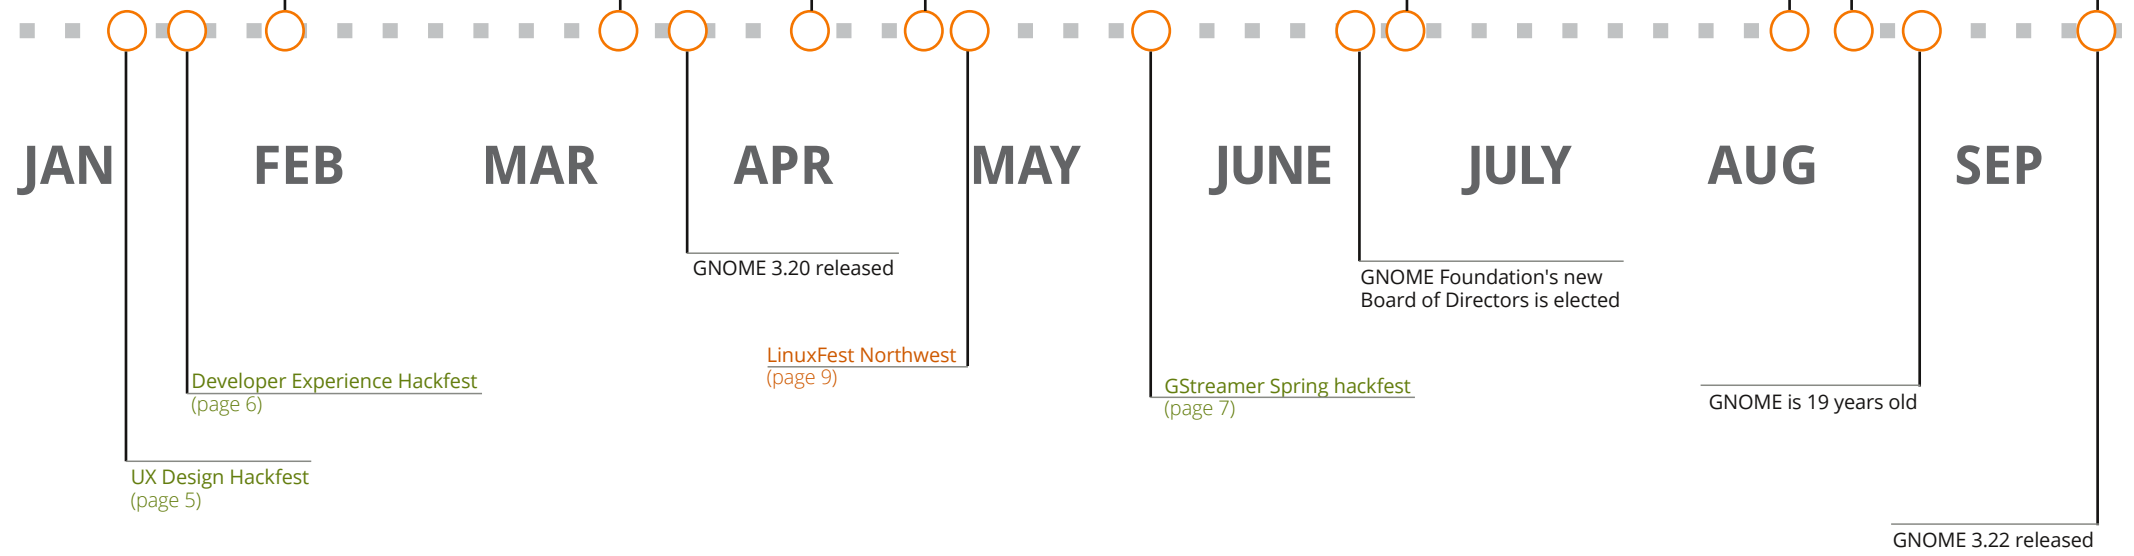 JAN FEB MAR APR MAY JUNE JULY AUG SEP
GNOME 3.20 released
GNOME Foundation's new
Board of Directors is elected
LinuxFest Northwest
(page 9)
Developer Experience Hackfest
(page 6)
GStreamer Spring hackfest
(page 7)
GNOME is 19 years old
UX Design Hackfest
(page 5)
GNOME 3.22 released